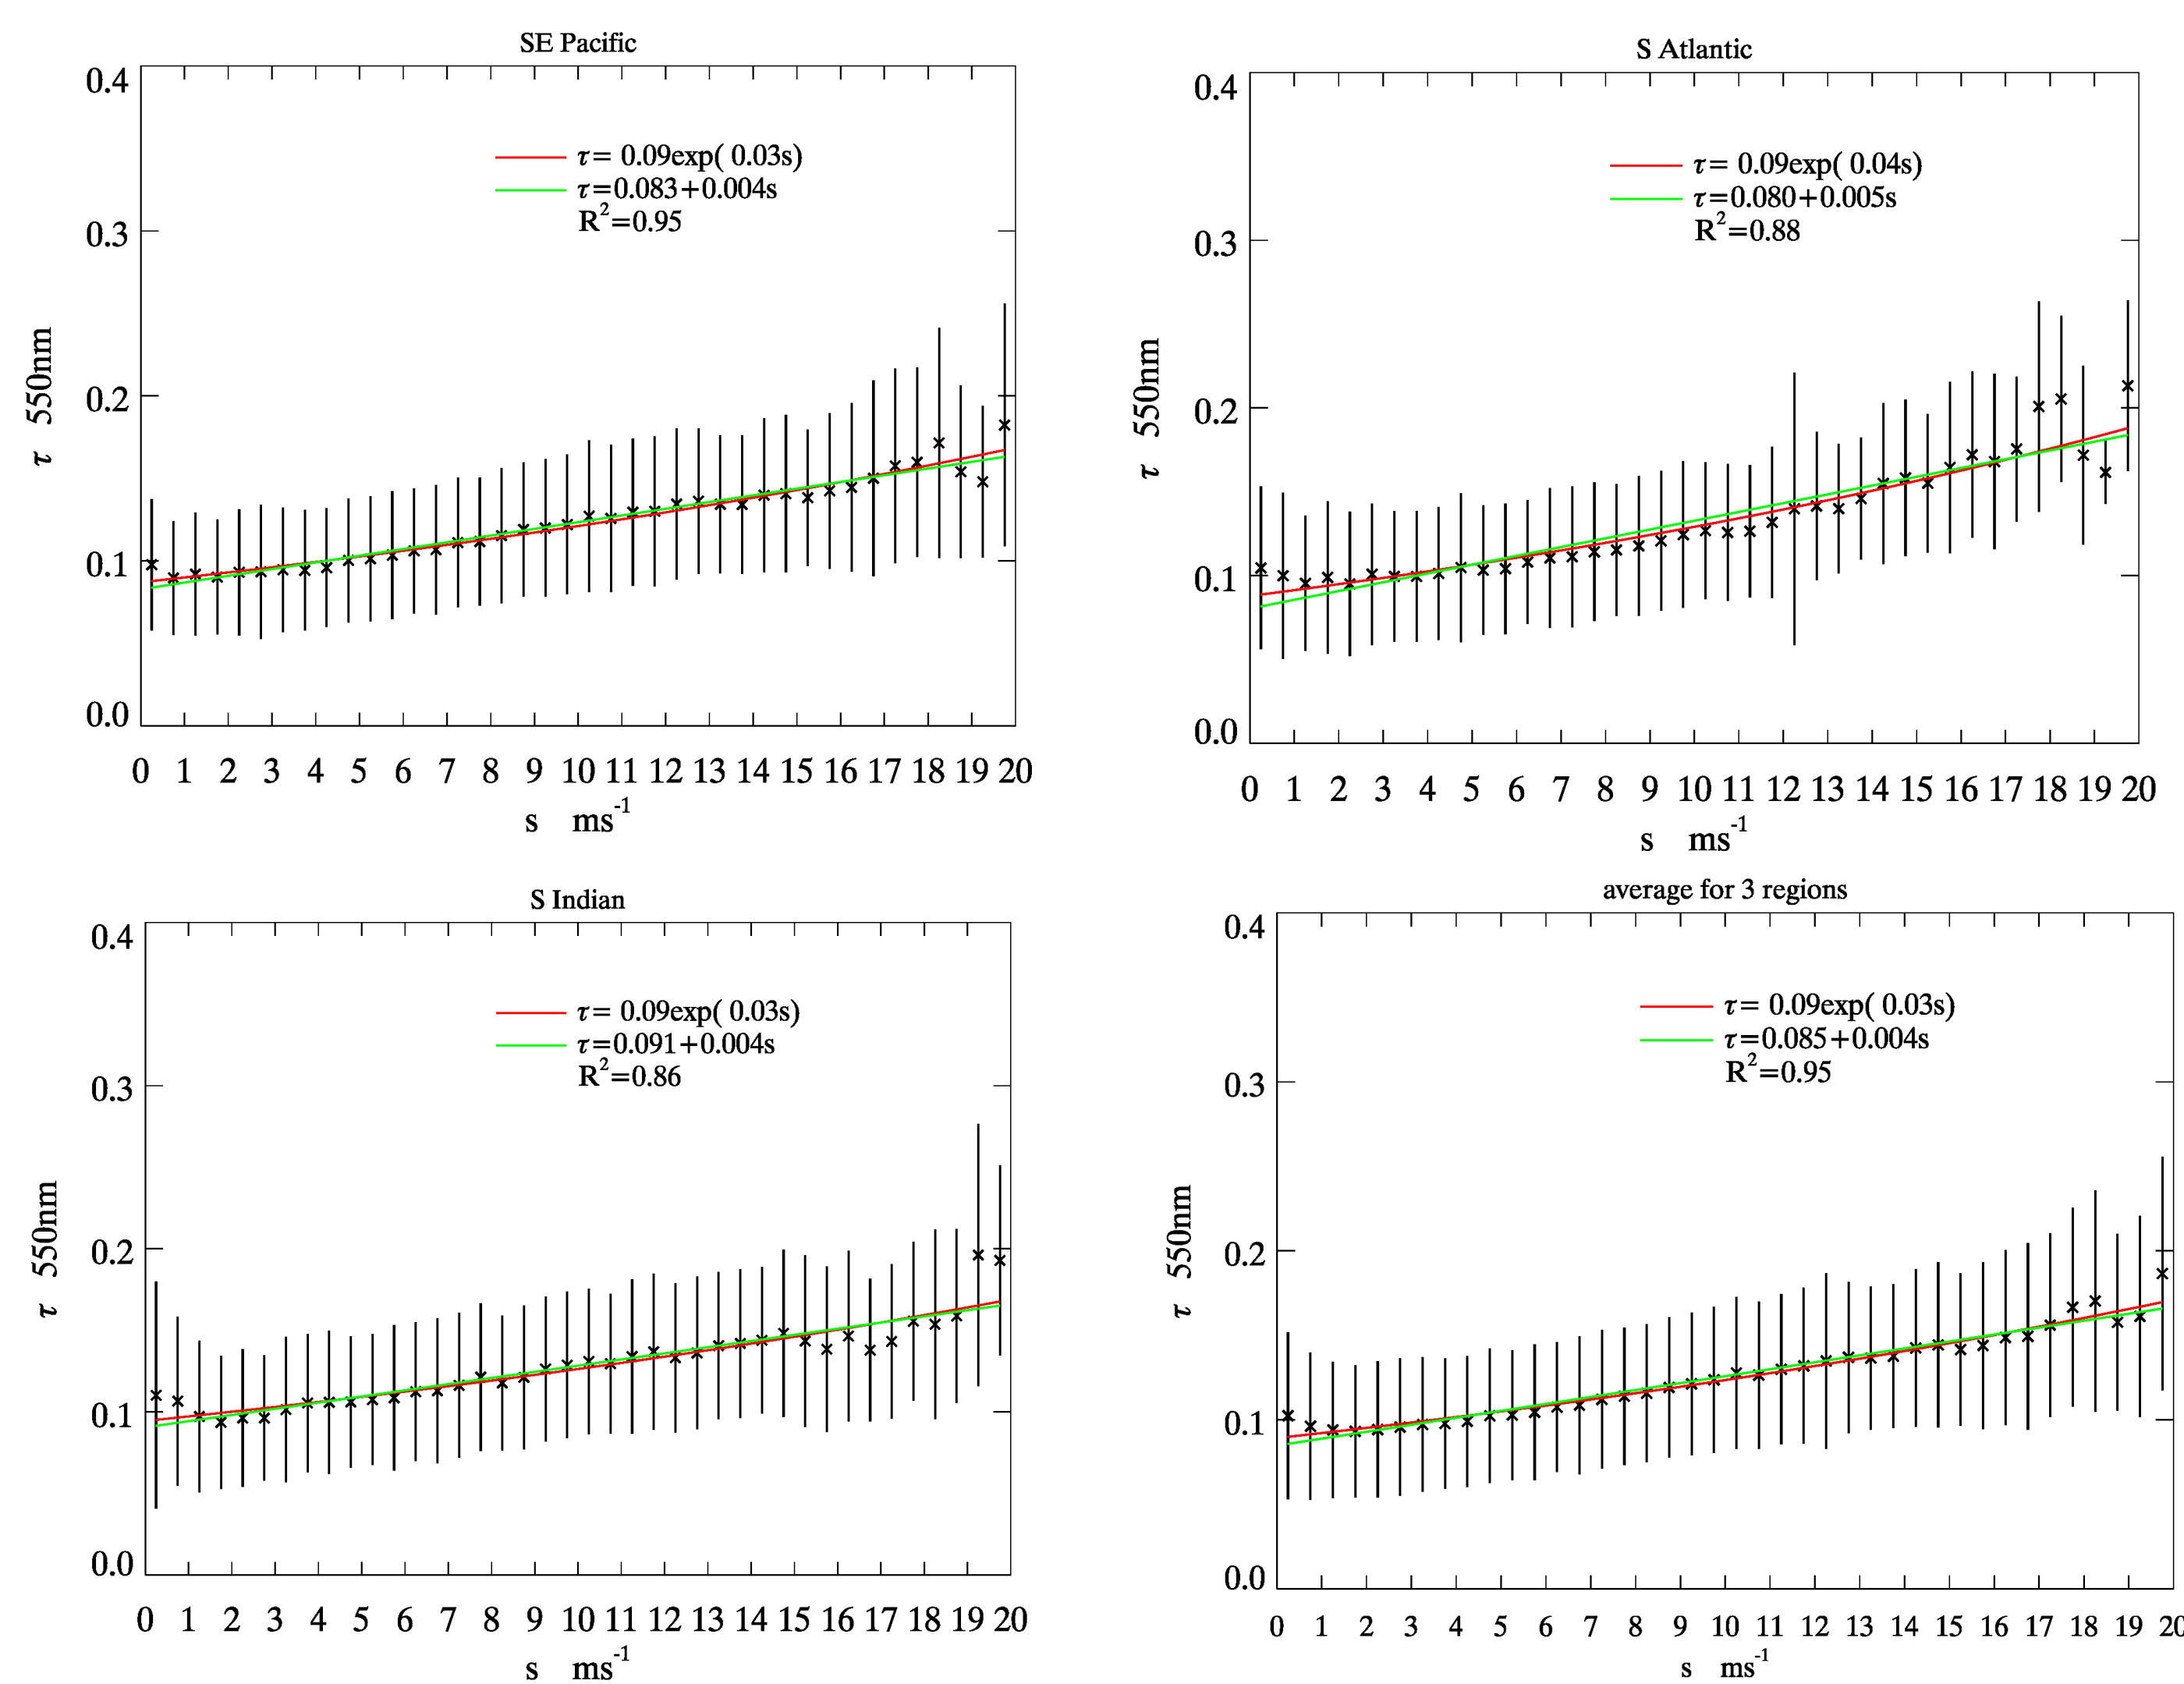 SE Pacific
0.4
0.3
0.2
0.1
0.0
τ 550nm
τ= 0.09exp( 0.03s)
τ=0.083+0.004s
R²=0.95
0 1 2 3 4 5 6 7 8 9 10 11 12 13 14 15 16 17 18 19 20
s ms⁻¹
S Atlantic
0.4
0.3
0.2
0.1
0.0
τ 550nm
τ= 0.09exp( 0.04s)
τ=0.080+0.005s
R²=0.88
0 1 2 3 4 5 6 7 8 9 10 11 12 13 14 15 16 17 18 19 20
s ms⁻¹
S Indian
0.4
0.3
0.2
0.1
0.0
τ 550nm
τ= 0.09exp( 0.03s)
τ=0.091+0.004s
R²=0.86
0 1 2 3 4 5 6 7 8 9 10 11 12 13 14 15 16 17 18 19 20
s ms⁻¹
average for 3 regions
0.4
0.3
0.2
0.1
0.0
τ 550nm
τ= 0.09exp( 0.03s)
τ=0.085+0.004s
R²=0.95
0 1 2 3 4 5 6 7 8 9 10 11 12 13 14 15 16 17 18 19 20
s ms⁻¹